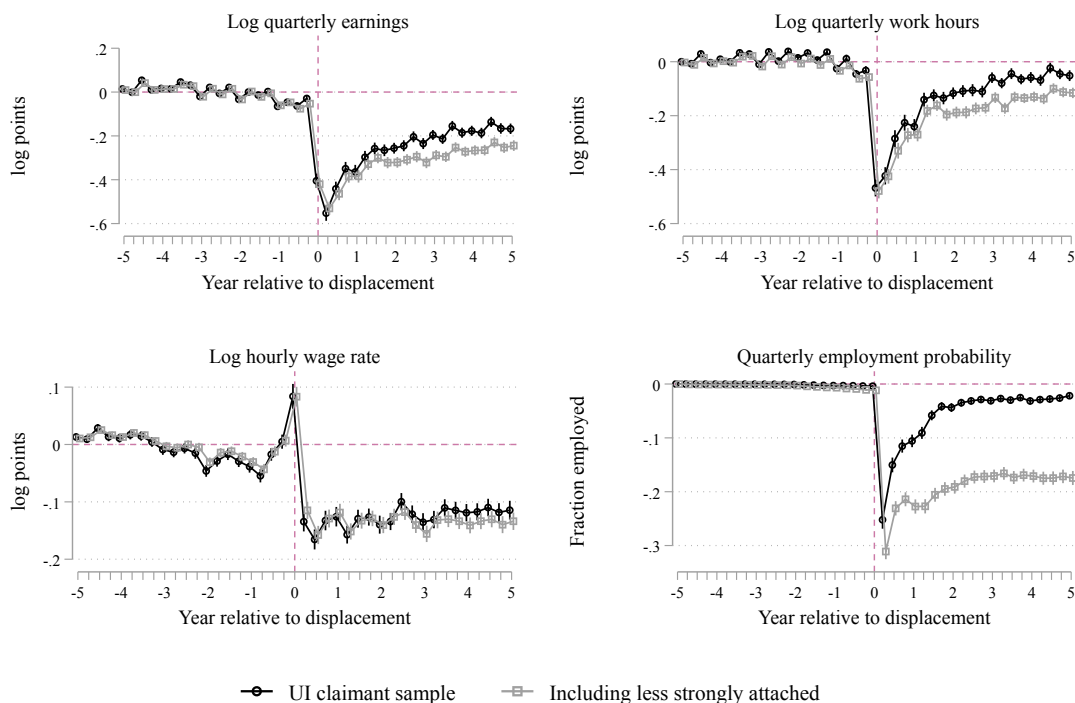 Log quarterly earnings
log points
.2
0
-.2
-.4
-.6
-5 -4 -3 -2 -1 0 1 2 3 4 5
Year relative to displacement
Log quarterly work hours
log points
0
-.2
-.4
-.6
-5 -4 -3 -2 -1 0 1 2 3 4 5
Year relative to displacement
Log hourly wage rate
log points
.1
0
-.1
-.2
-5 -4 -3 -2 -1 0 1 2 3 4 5
Year relative to displacement
Quarterly employment probability
Fraction employed
0
-.1
-.2
-.3
-5 -4 -3 -2 -1 0 1 2 3 4 5
Year relative to displacement
UI claimant sample
Including less strongly attached